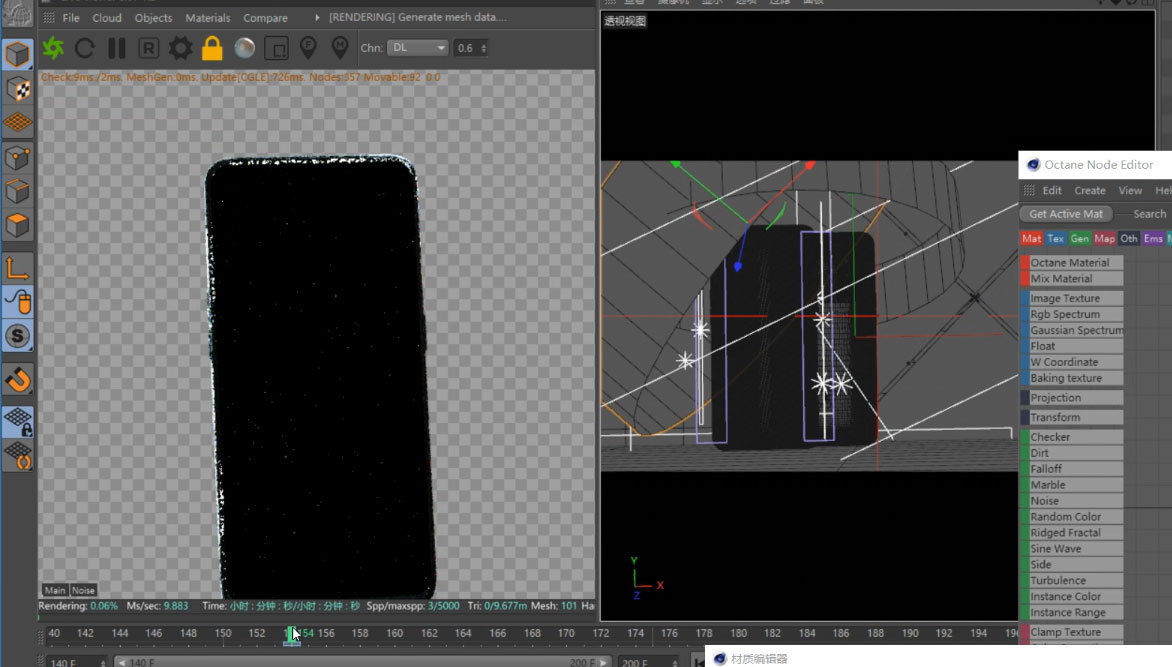 File Cloud Objects Materials Compare [RENDERING] Generate mesh data....
R F M Chn: DL 0.6
Check:9ms./2ms. MeshGen:0ms. Update[CGLE]:726ms. Nodes:357 Movable:92 0 0
S
Main Noise
Rendering: 0.06% Ms/sec: 9.883 Time: 小时 : 分钟 : 秒/小时 : 分钟 : 秒 Spp/maxspp: 3/5000 Tri: 0/9.677m Mesh: 101 Ha
透视视图
Y
X
Z
Octane Node Editor
Edit Create View Hel
Get Active Mat Search
Mat Tex Gen Map Oth Ems
Octane Material
Mix Material
Image Texture
Rgb Spectrum
Gaussian Spectrum
Float
W Coordinate
Baking texture
Projection
Transform
Checker
Dirt
Falloff
Marble
Noise
Random Color
Ridged Fractal
Sine Wave
Side
Turbulence
Instance Color
Instance Range
Clamp Texture
40 142 144 146 148 150 152 54 156 158 160 162 164 166 168 170 172 174 176 178 180 182 184 186 188 190 192 194 196
140 F 140 F 200 F 200 F
材质编辑器